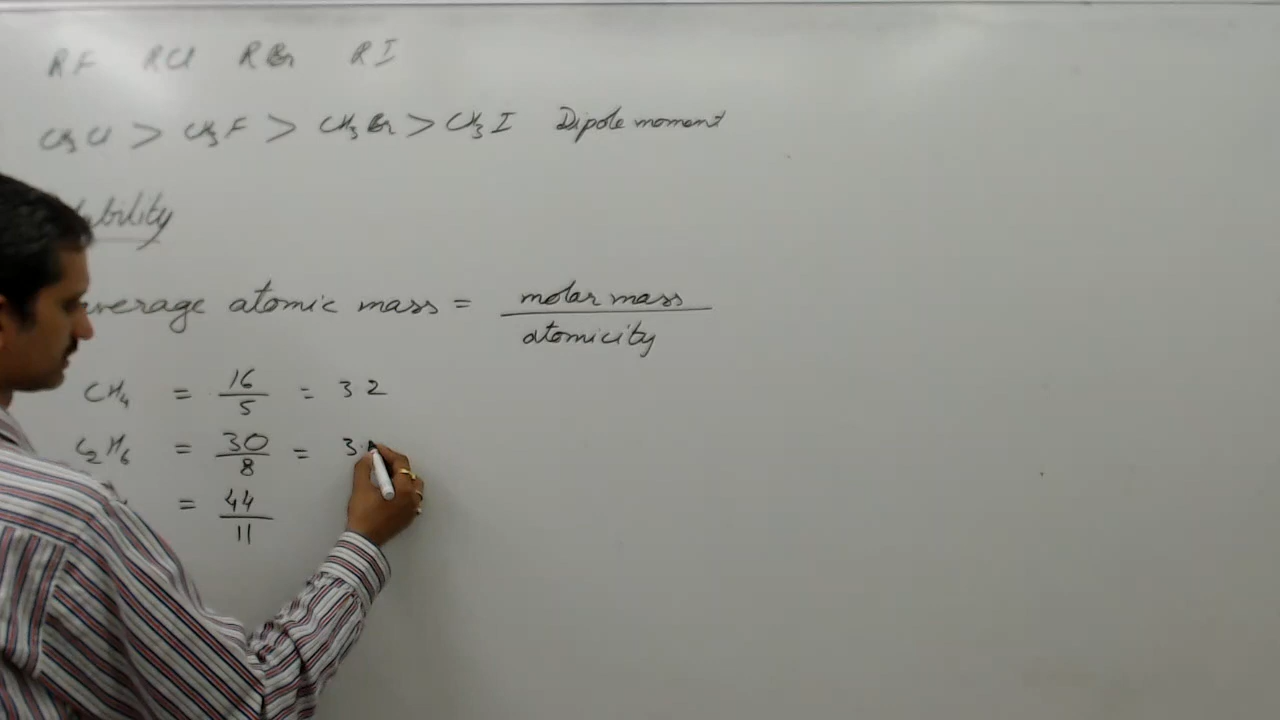 RF RCl RBr RI
CH3Cl > CH3F > CH3Br > CH3I Dipole moment
average atomic mass = molar mass / atomicity
CH4 = 16/5 = 3 2
C2H6 = 30/8 = 3.
= 44/11